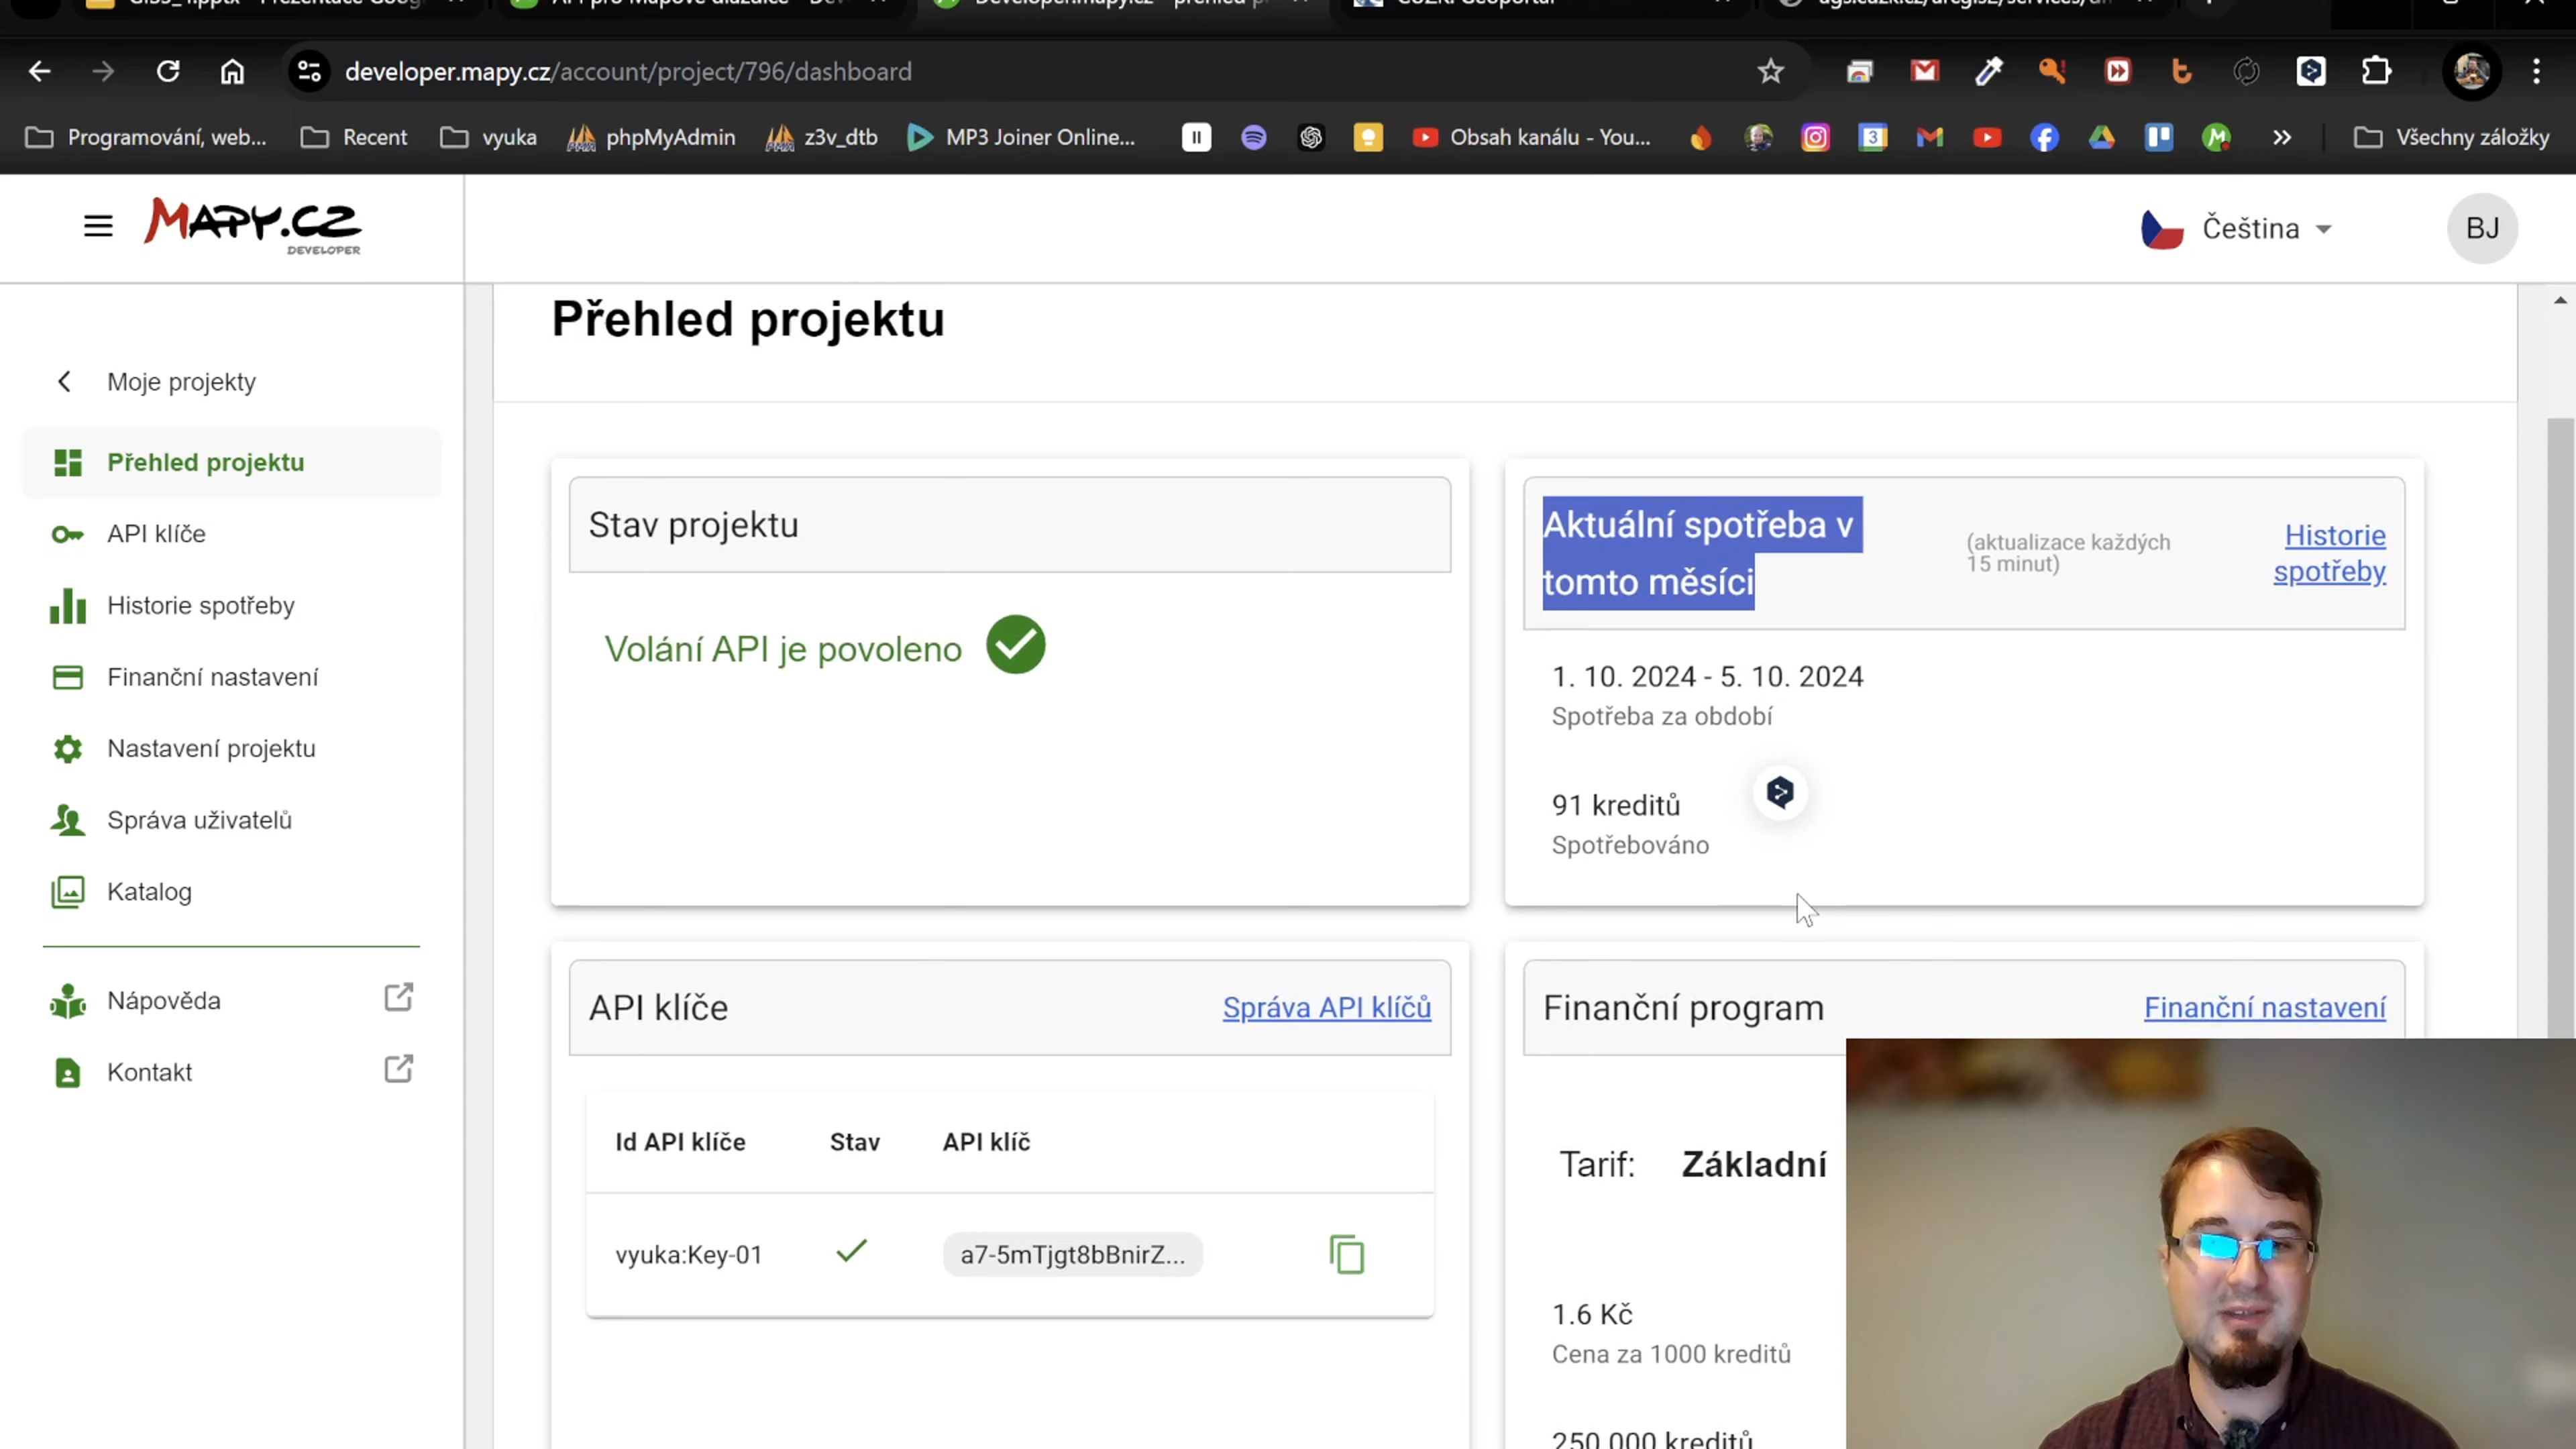 developer.mapy.cz/account/project/796/dashboard
Programování, web...
Recent
vyuka
phpMyAdmin
z3v_dtb
MP3 Joiner Online...
Obsah kanálu - You...
Všechny záložky
MAPY.CZ
DEVELOPER
Čeština
BJ
Přehled projektu
Moje projekty
Přehled projektu
API klíče
Historie spotřeby
Finanční nastavení
Nastavení projektu
Správa uživatelů
Katalog
Nápověda
Kontakt
Stav projektu
Volání API je povoleno
Aktuální spotřeba v
tomto měsíci
(aktualizace každých
15 minut)
Historie
spotřeby
1. 10. 2024 - 5. 10. 2024
Spotřeba za období
91 kreditů
Spotřebováno
API klíče
Správa API klíčů
Id API klíče
Stav
API klíč
vyuka:Key-01
a7-5mTjgt8bBnirZ...
Finanční program
Finanční nastavení
Tarif: Základní
1.6 Kč
Cena za 1000 kreditů
250 000 kreditů